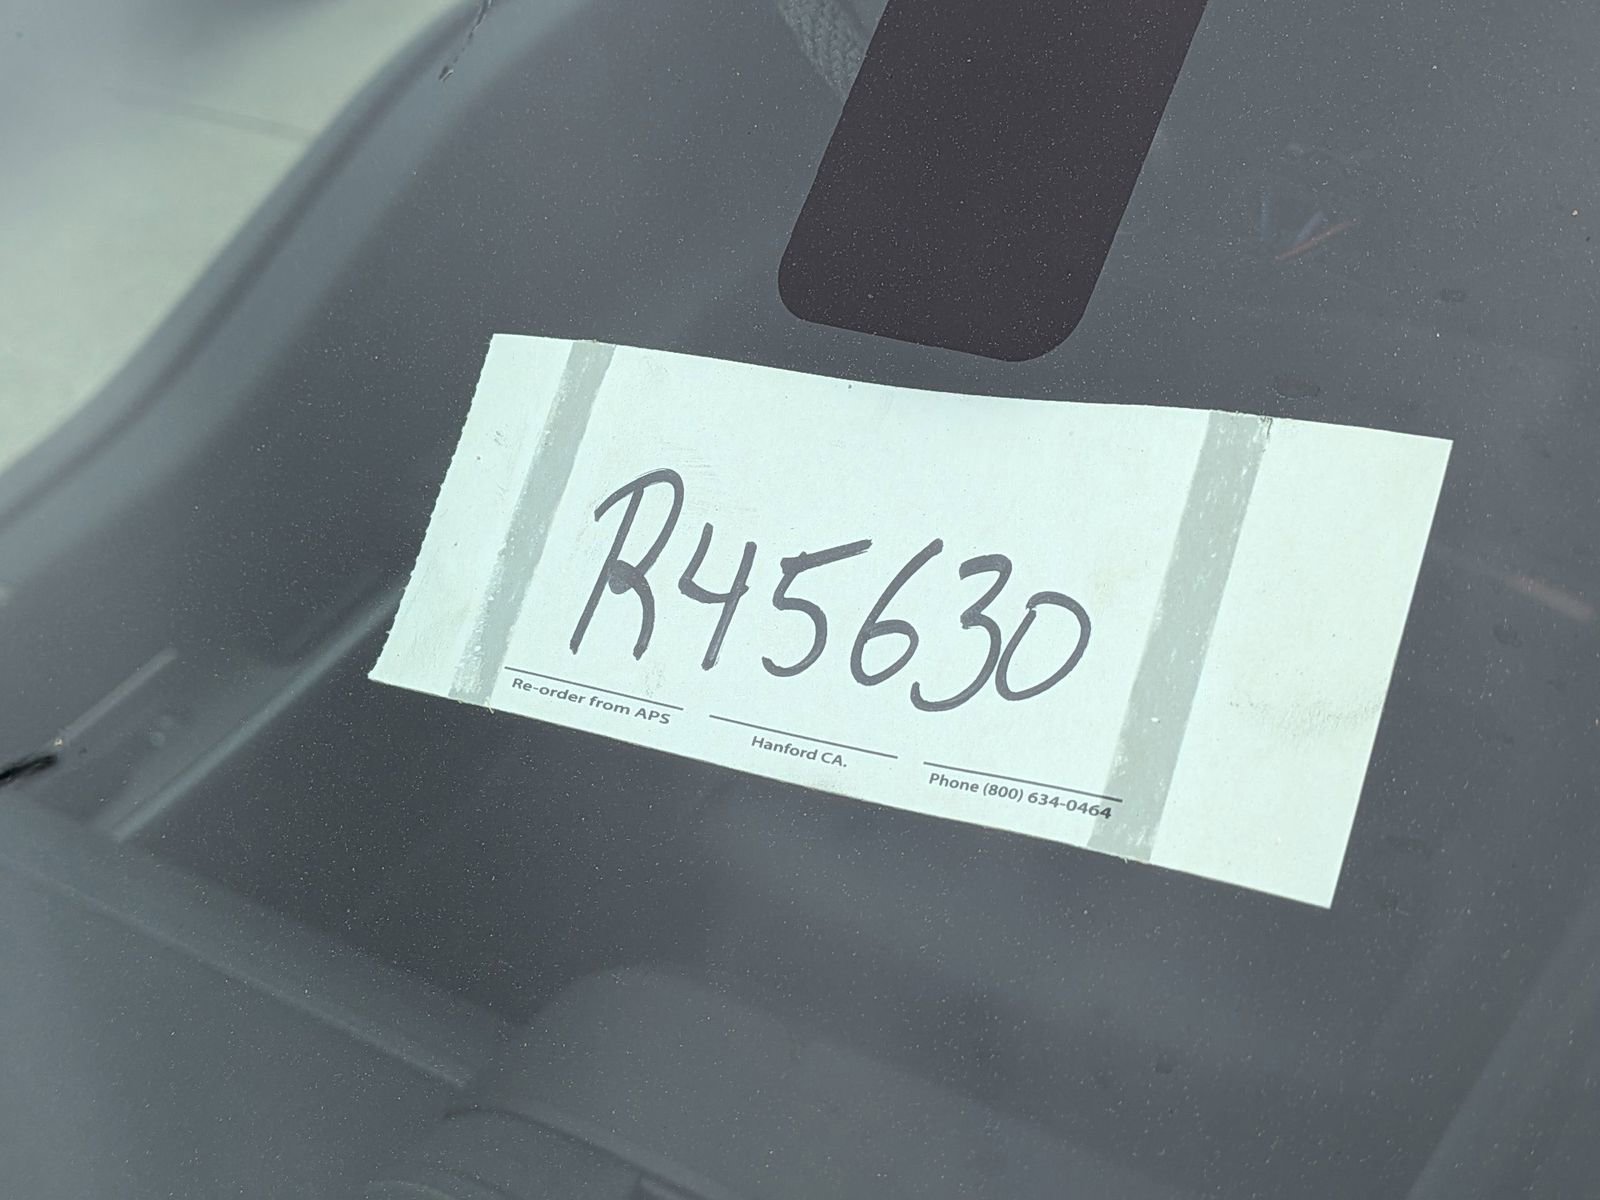 R45630
Re-order from APS
Hanford CA.
Phone (800) 634-0464